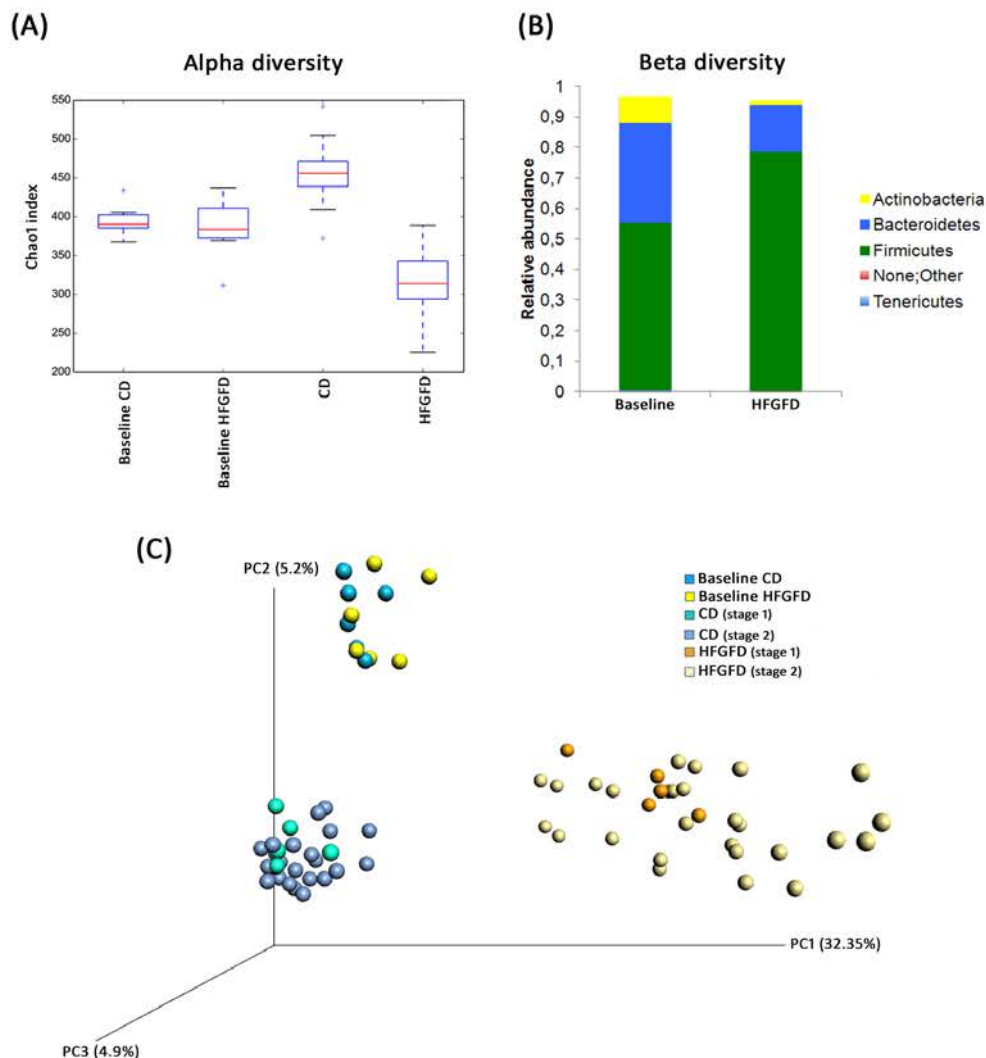 (A)
Alpha diversity
Chao1 index
550
500
450
400
350
300
250
200
Baseline CD
Baseline HFGFD
CD
HFGFD
(B)
Beta diversity
Relative abundance
1
0,9
0,8
0,7
0,6
0,5
0,4
0,3
0,2
0,1
0
Baseline
HFGFD
Actinobacteria
Bacteroidetes
Firmicutes
None;Other
Tenericutes
(C)
PC2 (5.2%)
PC1 (32.35%)
PC3 (4.9%)
Baseline CD
Baseline HFGFD
CD (stage 1)
CD (stage 2)
HFGFD (stage 1)
HFGFD (stage 2)